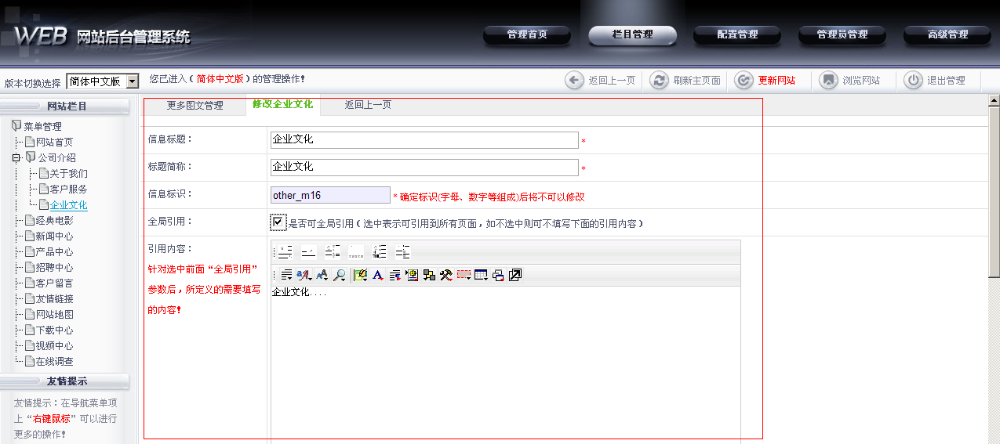 WEB 网站后台管理系统
管理首页
栏目管理
配置管理
管理员管理
高级管理
版本切换选择 简体中文版 您已进入(简体中文版)的管理操作!
返回上一页
刷新主页面
更新网站
浏览网站
退出管理
网站栏目
菜单管理
网站首页
公司介绍
关于我们
客户服务
企业文化
经典电影
新闻中心
产品中心
招聘中心
客户留言
友情链接
网站地图
下载中心
视频中心
在线调查
友情提示
友情提示:在导航菜单项
上“右键鼠标”可以进行
更多的操作!
更多图文管理
修改企业文化
返回上一页
信息标题: 企业文化 *
标题简称: 企业文化 *
信息标识: other_m16 * 确定标识(字母、数字等组成)后将不可以修改
全局引用: 是否可全局引用(选中表示可引用到所有页面,如不选中则可不填写下面的引用内容)
引用内容:
针对选中前面“全局引用”
参数后,所定义的需要填写
的内容!
企业文化....